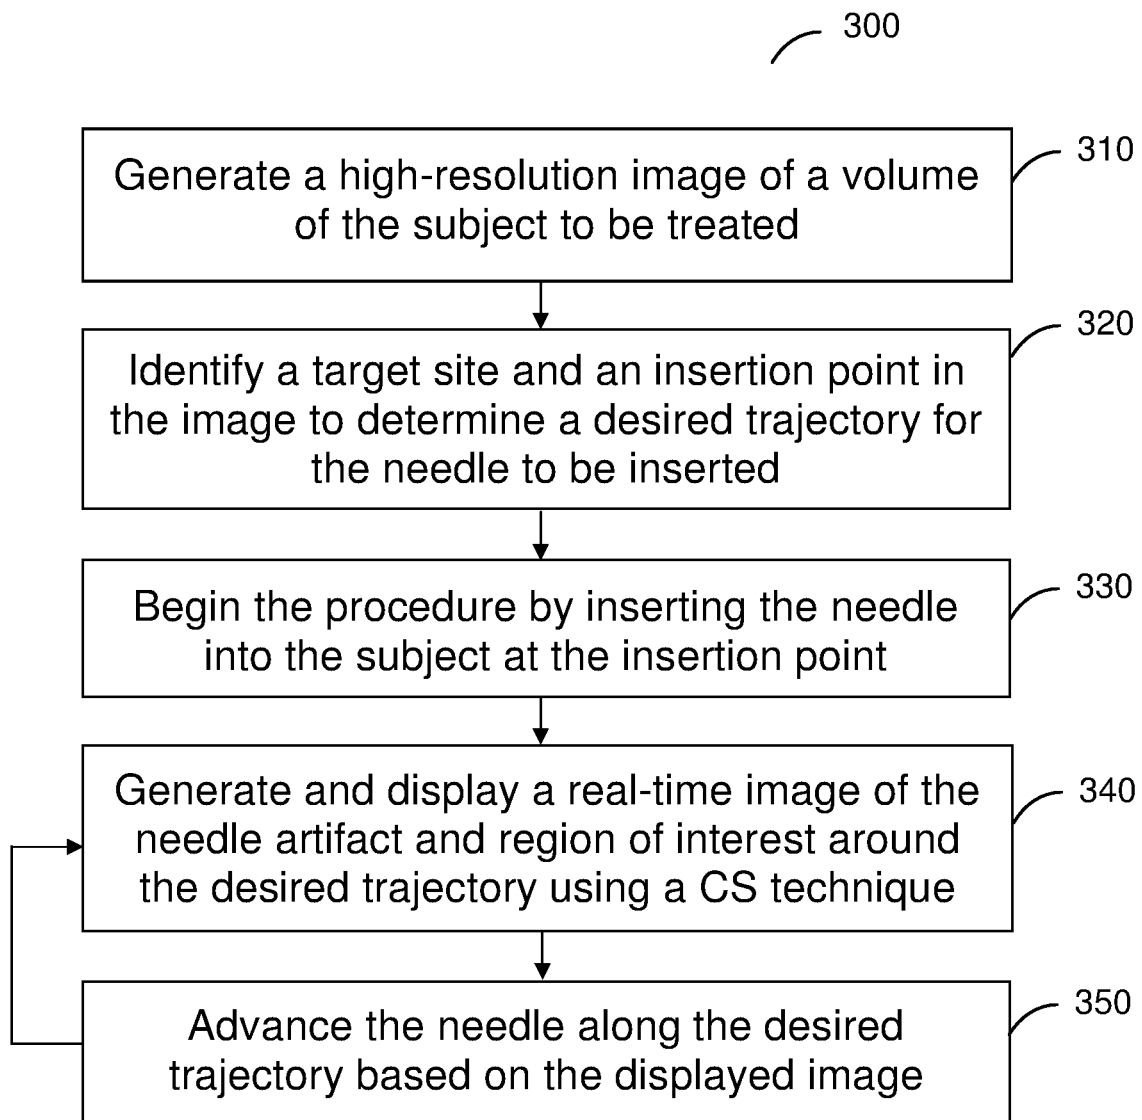 300
310
Generate a high-resolution image of a volume
of the subject to be treated
320
Identify a target site and an insertion point in
the image to determine a desired trajectory for
the needle to be inserted
330
Begin the procedure by inserting the needle
into the subject at the insertion point
340
Generate and display a real-time image of the
needle artifact and region of interest around
the desired trajectory using a CS technique
350
Advance the needle along the desired
trajectory based on the displayed image